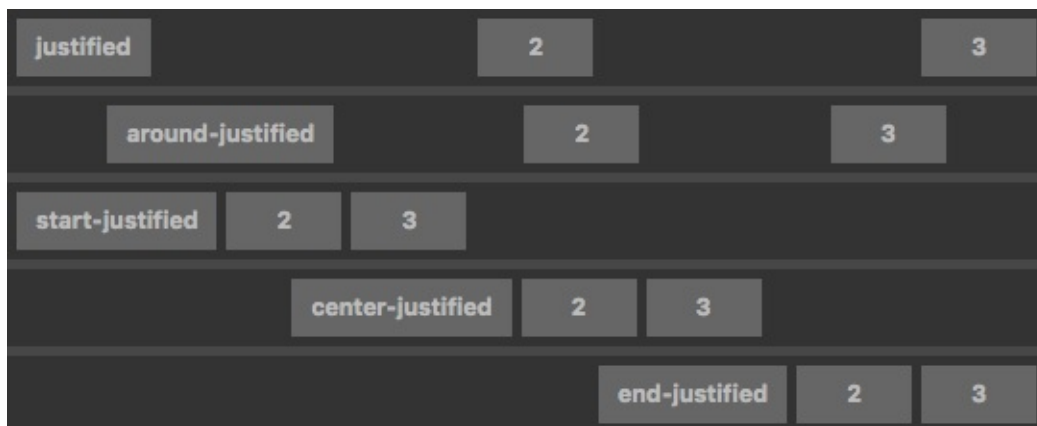 justified 2 3
around-justified 2 3
start-justified 2 3
center-justified 2 3
end-justified 2 3